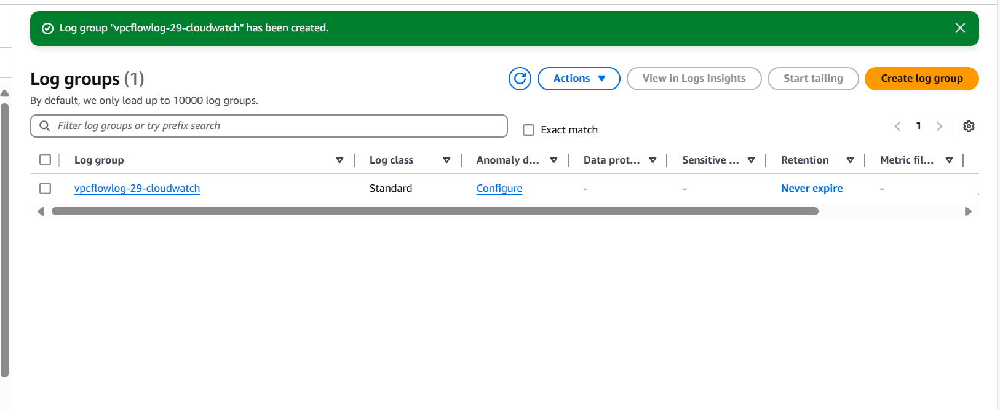 Log group "vpcflowlog-29-cloudwatch" has been created.
Log groups (1)
Actions
View in Logs Insights
Start tailing
Create log group
By default, we only load up to 10000 log groups.
Filter log groups or try prefix search
Exact match
1
Log group
Log class
Anomaly d...
Data prot...
Sensitive ...
Retention
Metric fil...
vpcflowlog-29-cloudwatch
Standard
Configure
-
-
Never expire
-